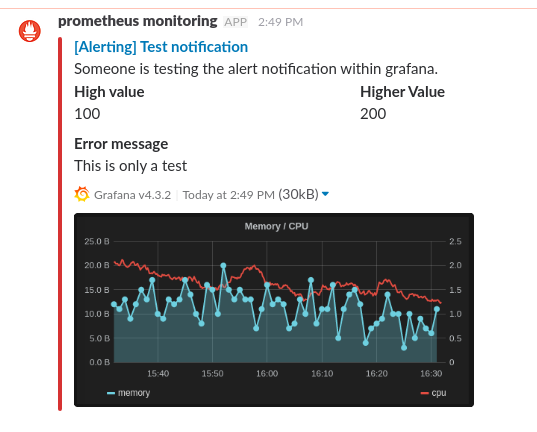 prometheus monitoring APP 2:49 PM
[Alerting] Test notification
Someone is testing the alert notification within grafana.
High value Higher Value
100 200
Error message
This is only a test
Grafana v4.3.2 Today at 2:49 PM (30kB)
Memory / CPU
25.0 B 2.5
20.0 B 2.0
15.0 B 1.5
10.0 B 1.0
5.0 B 0.5
0.0 B 0
15:40 15:50 16:00 16:10 16:20 16:30
memory cpu